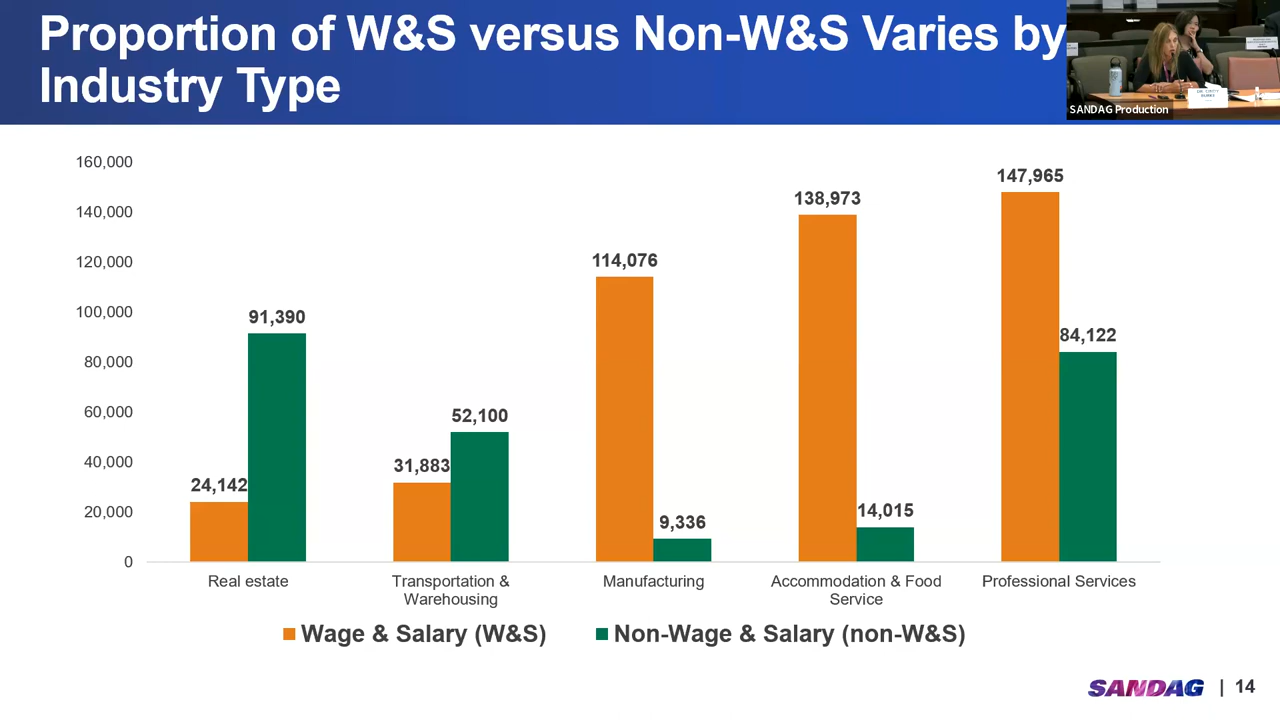 Proportion of W&S versus Non-W&S Varies by
Industry Type
SANDAG Production
160,000
140,000
120,000
100,000
80,000
60,000
40,000
20,000
0
24,142
91,390
31,883
52,100
114,076
9,336
138,973
14,015
147,965
84,122
Real estate
Transportation &
Warehousing
Manufacturing
Accommodation & Food
Service
Professional Services
Wage & Salary (W&S)
Non-Wage & Salary (non-W&S)
SANDAG | 14